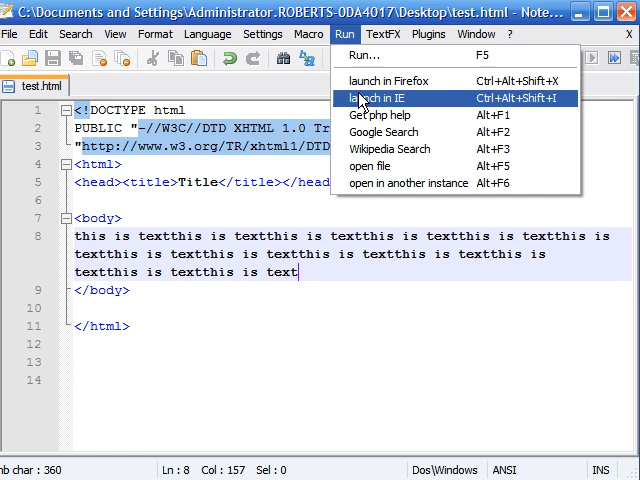 C:\Documents and Settings\Administrator.ROBERTS-0DA4017\Desktop\test.html - Note...
File Edit Search View Format Language Settings Macro Run TextFX Plugins Window ?
X
Run... F5
launch in Firefox Ctrl+Alt+Shift+X
launch in IE Ctrl+Alt+Shift+I
Get php help Alt+F1
Google Search Alt+F2
Wikipedia Search Alt+F3
open file Alt+F5
open in another instance Alt+F6
test.html
1 <!DOCTYPE html
2 PUBLIC "-//W3C//DTD XHTML 1.0 Tr
3 "http://www.w3.org/TR/xhtml1/DTD
4 <html>
5 <head><title>Title</title></head
6
7 <body>
8 this is textthis is textthis is textthis is textthis is textthis is
textthis is textthis is textthis is textthis is textthis is
textthis is textthis is text
9 </body>
10
11 </html>
12
13
14
nb char : 360 Ln : 8 Col : 157 Sel : 0 Dos\Windows ANSI INS